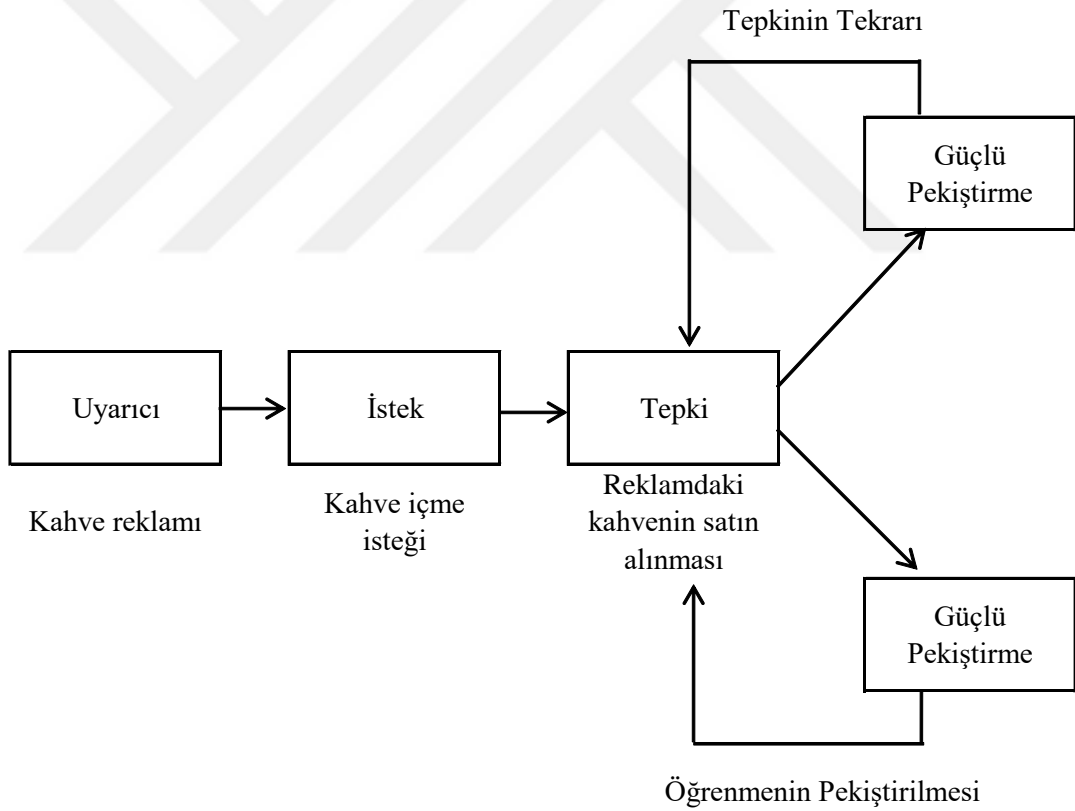 Tepkinin Tekrarı
Güçlü
Pekiştirme
Uyarıcı
İstek
Tepki
Kahve reklamı
Kahve içme
isteği
Reklamdaki
kahvenin satın
alınması
Güçlü
Pekiştirme
Öğrenmenin Pekiştirilmesi